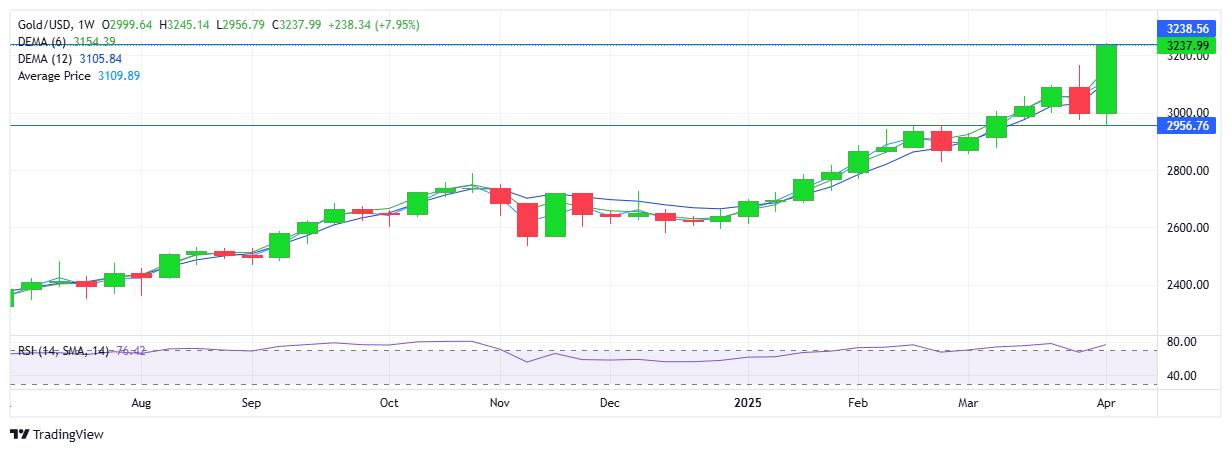 Gold/USD, 1W O2999.64 H3245.14 L2956.79 C3237.99 +238.34 (+7.95%)
DEMA (6) 3154.39
DEMA (12) 3105.84
Average Price 3109.89
3238.56
3237.99
3200.00
3000.00
2956.76
2800.00
2600.00
2400.00
RSI (14, SMA, 14) 76.42
80.00
40.00
Aug Sep Oct Nov Dec 2025 Feb Mar Apr
TradingView